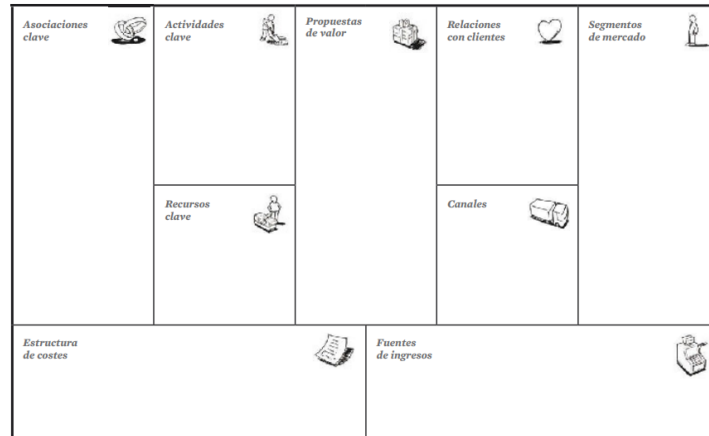 Asociaciones
clave
Actividades
clave
Propuestas
de valor
Relaciones
con clientes
Segmentos
de mercado
Recursos
clave
Canales
Estructura
de costes
Fuentes
de ingresos